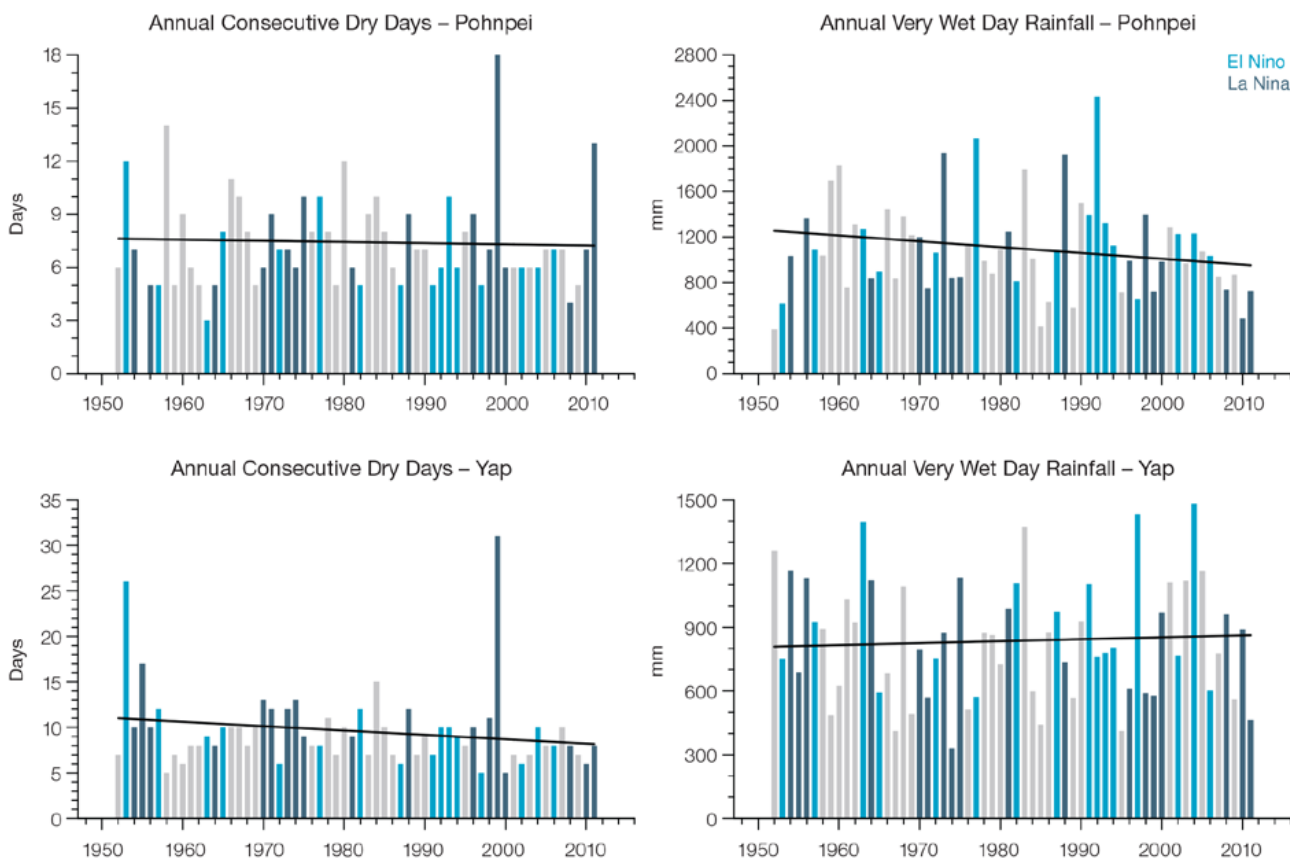 Annual Consecutive Dry Days – Pohnpei
18
15
12
9
6
3
0
Days
1950 1960 1970 1980 1990 2000 2010
Annual Very Wet Day Rainfall – Pohnpei
El Nino
La Nina
2800
2400
2000
1600
1200
800
400
0
mm
1950 1960 1970 1980 1990 2000 2010
Annual Consecutive Dry Days – Yap
35
30
25
20
15
10
5
0
Days
1950 1960 1970 1980 1990 2000 2010
Annual Very Wet Day Rainfall – Yap
1500
1200
900
600
300
0
mm
1950 1960 1970 1980 1990 2000 2010